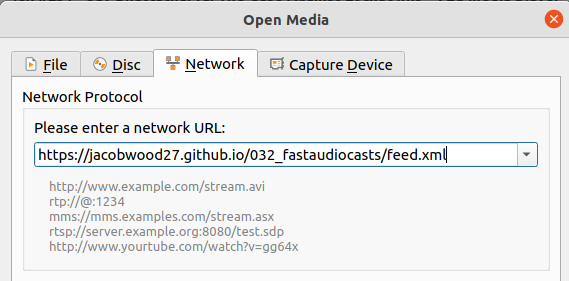 Open Media
File
Disc
Network
Capture Device
Network Protocol
Please enter a network URL:
https://jacobwood27.github.io/032_fastaudiocasts/feed.xml
http://www.example.com/stream.avi
rtp://@:1234
mms://mms.examples.com/stream.asx
rtsp://server.example.org:8080/test.sdp
http://www.yourtube.com/watch?v=gg64x